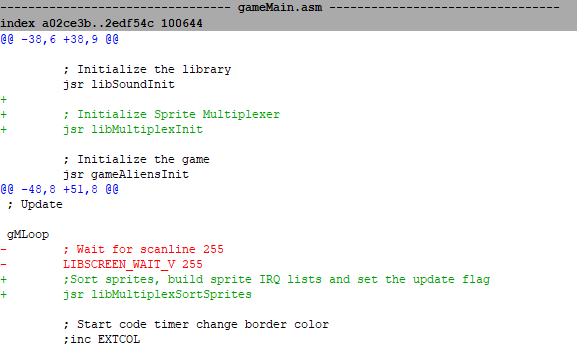 ------------------------------- gameMain.asm -------------------------------
index a02ce3b..2edf54c 100644
@@ -38,6 +38,9 @@

        ; Initialize the library
        jsr libSoundInit
+
+       ; Initialize Sprite Multiplexer
+       jsr libMultiplexInit

        ; Initialize the game
        jsr gameAliensInit
@@ -48,8 +51,8 @@
 ; Update

 gMLoop
-       ; Wait for scanline 255
-       LIBSCREEN_WAIT_V 255
+       ;Sort sprites, build sprite IRQ lists and set the update flag
+       jsr libMultiplexSortSprites

        ; Start code timer change border color
        ;inc EXTCOL